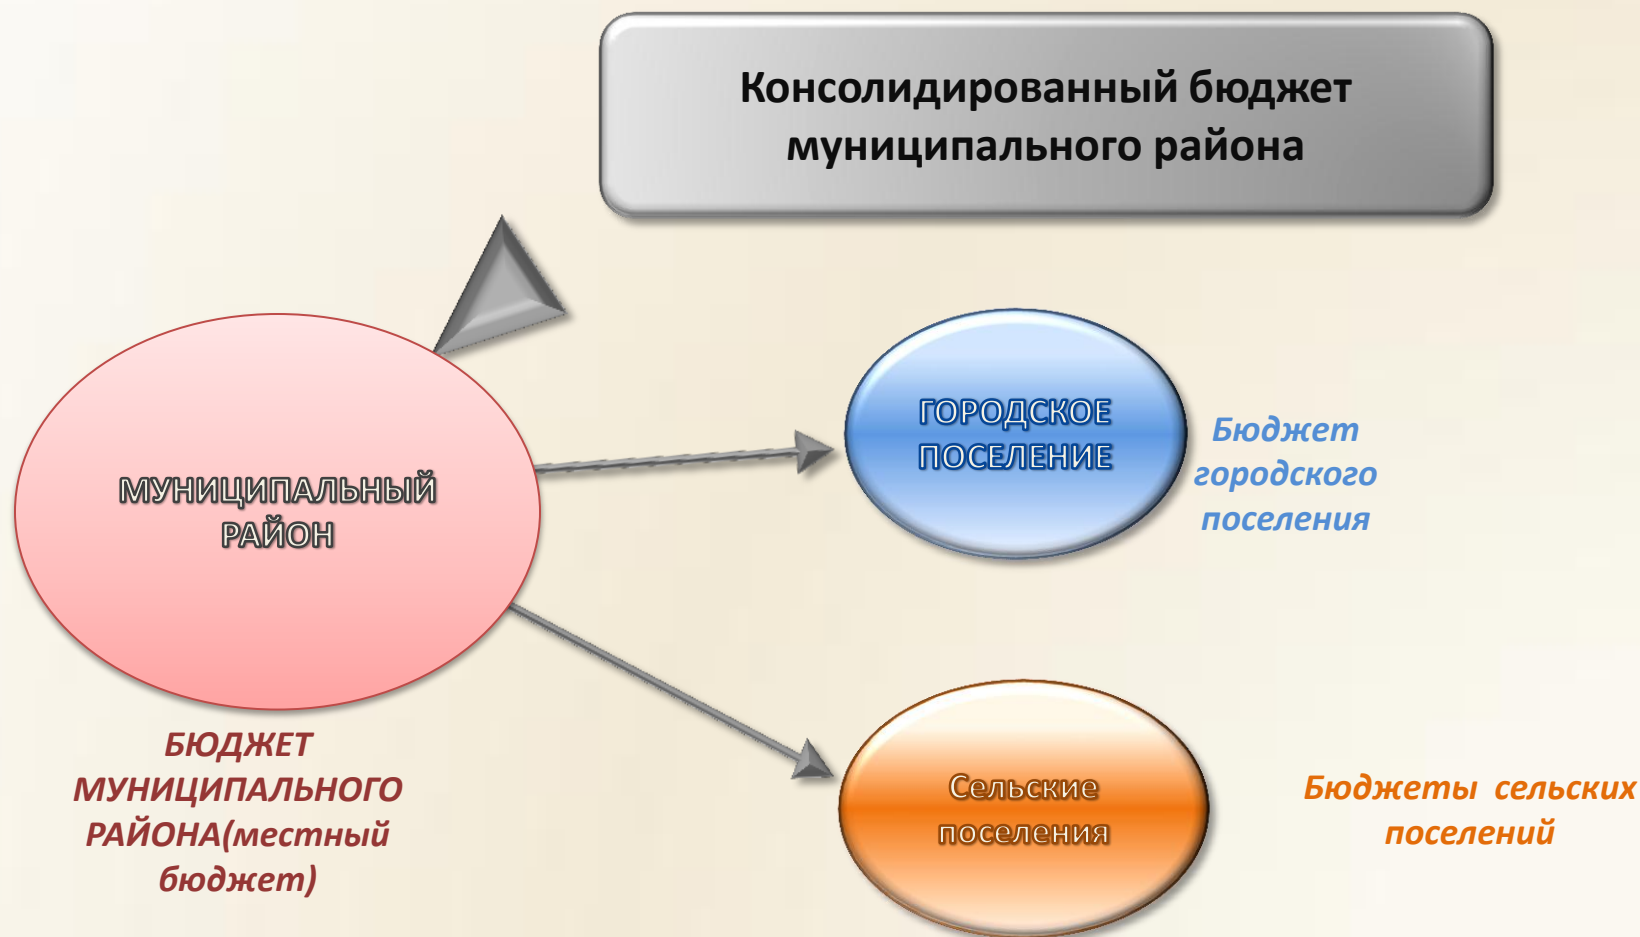 Консолидированный бюджет
муниципального района
МУНИЦИПАЛЬНЫЙ
РАЙОН
БЮДЖЕТ
МУНИЦИПАЛЬНОГО
РАЙОНА(местный
бюджет)
ГОРОДСКОЕ
ПОСЕЛЕНИЕ
Бюджет
городского
поселения
Сельские
поселения
Бюджеты  сельских
поселений